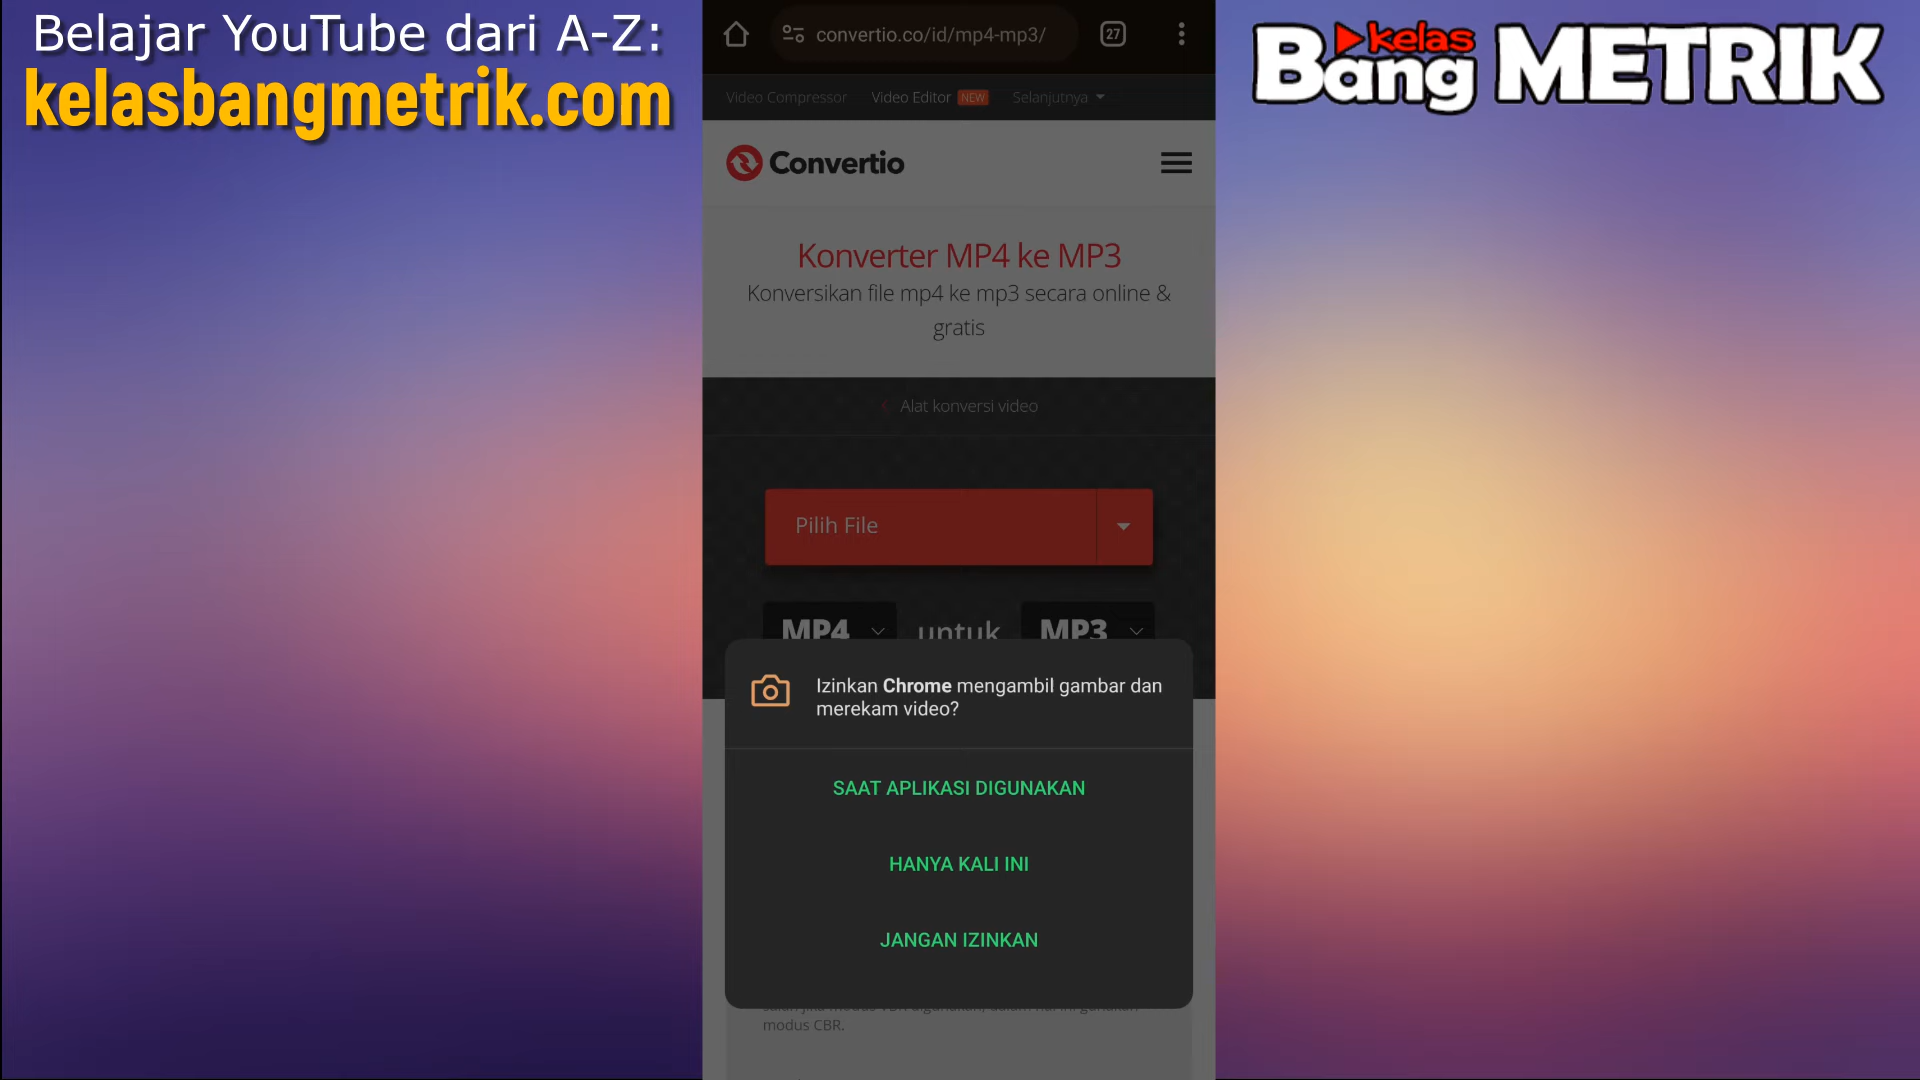 Belajar YouTube dari A-Z:
kelasbangmetrik.com
kelas
Bang METRIK
convertio.co/id/mp4-mp3/
27
Video Compressor Video Editor NEW Selanjutnya
Convertio
Konverter MP4 ke MP3
Konversikan file mp4 ke mp3 secara online &
gratis
Alat konversi video
Pilih File
MP4 untuk MP3
Izinkan Chrome mengambil gambar dan
merekam video?
SAAT APLIKASI DIGUNAKAN
HANYA KALI INI
JANGAN IZINKAN
modus CBR.